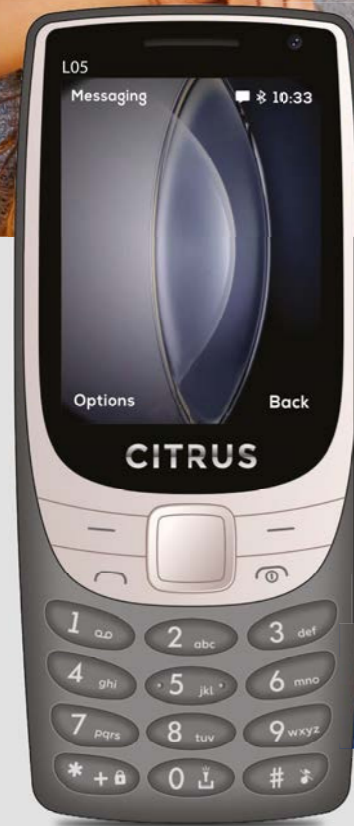 L05
Messaging 10:33
Options Back
CITRUS
1 2 abc 3 def
4 ghi 5 jkl 6 mno
7 pqrs 8 tuv 9 wxyz
* + 0 #